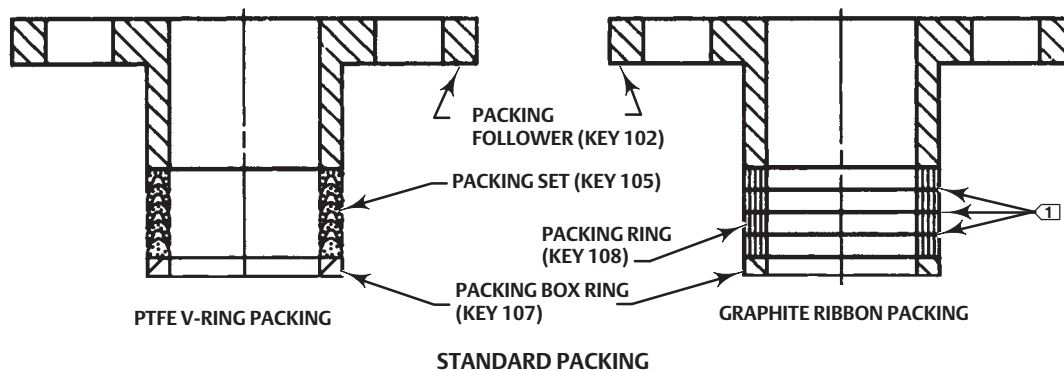 PACKING
FOLLOWER (KEY 102)
PACKING SET (KEY 105)
PACKING RING
(KEY 108)
1
PACKING BOX RING
(KEY 107)
PTFE V-RING PACKING
GRAPHITE RIBBON PACKING
STANDARD PACKING